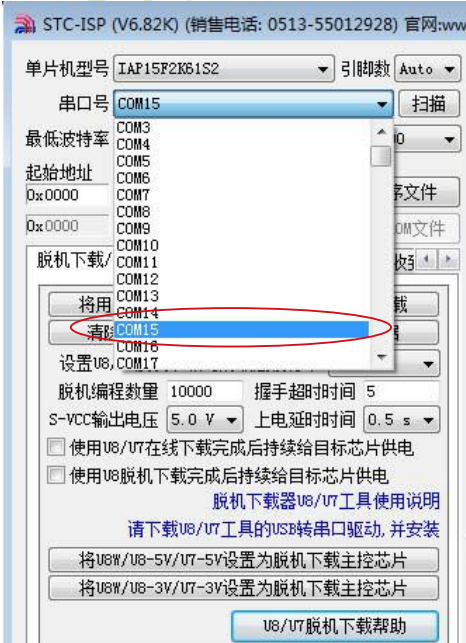 STC-ISP (V6.82K) (销售电话: 0513-55012928) 官网:ww
单片机型号 IAP15F2K61S2 引脚数 Auto
串口号 COM15 扫描
COM3
最低波特率
COM4
COM5
起始地址
COM6
0x0000 COM7 序文件
COM8
0x0000 COM9 OM文件
COM10
脱机下载/ COM11 收到
COM12
将用 COM13 载
COM14
清除 COM15
COM16
设置U8, COM17
脱机编程数量 10000 握手超时时间 5
S-VCC输出电压 5.0 V 上电延时时间 0.5 s
使用U8/U7在线下载完成后持续给目标芯片供电
使用U8脱机下载完成后持续给目标芯片供电
脱机下载器U8/U7工具使用说明
请下载U8/U7工具的USB转串口驱动, 并安装
将U8W/U8-5V/U7-5V设置为脱机下载主控芯片
将U8W/U8-3V/U7-3V设置为脱机下载主控芯片
U8/U7脱机下载帮助